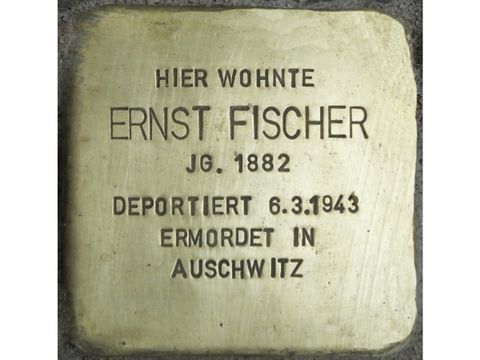 HIER WOHNTE
ERNST FISCHER
JG. 1882
DEPORTIERT 6.3.1943
ERMORDET IN
AUSCHWITZ